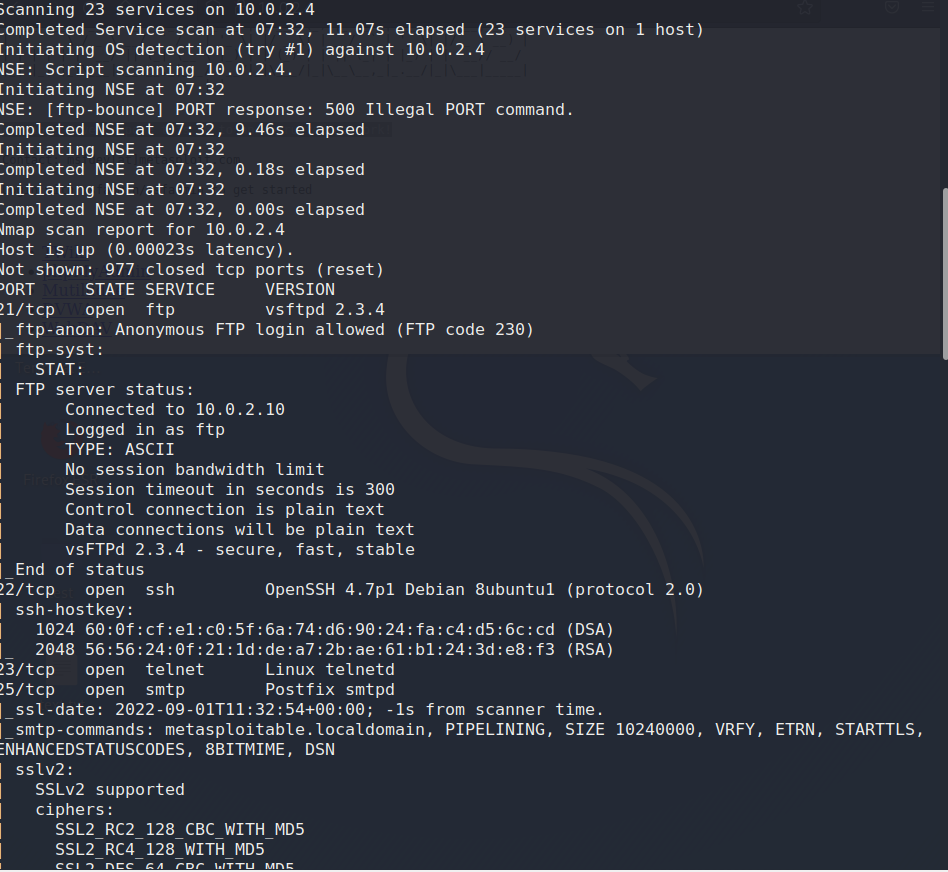 Scanning 23 services on 10.0.2.4
Completed Service scan at 07:32, 11.07s elapsed (23 services on 1 host)
Initiating OS detection (try #1) against 10.0.2.4
NSE: Script scanning 10.0.2.4.
Initiating NSE at 07:32
NSE: [ftp-bounce] PORT response: 500 Illegal PORT command.
Completed NSE at 07:32, 9.46s elapsed
Initiating NSE at 07:32
Completed NSE at 07:32, 0.18s elapsed
Initiating NSE at 07:32
Completed NSE at 07:32, 0.00s elapsed
Nmap scan report for 10.0.2.4
Host is up (0.00023s latency).
Not shown: 977 closed tcp ports (reset)
PORT     STATE SERVICE     VERSION
21/tcp   open  ftp         vsftpd 2.3.4
|_ftp-anon: Anonymous FTP login allowed (FTP code 230)
| ftp-syst:
|   STAT:
| FTP server status:
|      Connected to 10.0.2.10
|      Logged in as ftp
|      TYPE: ASCII
|      No session bandwidth limit
|      Session timeout in seconds is 300
|      Control connection is plain text
|      Data connections will be plain text
|      vsFTPd 2.3.4 - secure, fast, stable
|_End of status
22/tcp   open  ssh         OpenSSH 4.7p1 Debian 8ubuntu1 (protocol 2.0)
| ssh-hostkey:
|   1024 60:0f:cf:e1:c0:5f:6a:74:d6:90:24:fa:c4:d5:6c:cd (DSA)
|_  2048 56:56:24:0f:21:1d:de:a7:2b:ae:61:b1:24:3d:e8:f3 (RSA)
23/tcp   open  telnet      Linux telnetd
25/tcp   open  smtp        Postfix smtpd
|_ssl-date: 2022-09-01T11:32:54+00:00; -1s from scanner time.
|_smtp-commands: metasploitable.localdomain, PIPELINING, SIZE 10240000, VRFY, ETRN, STARTTLS,
ENHANCEDSTATUSCODES, 8BITMIME, DSN
| sslv2:
|   SSLv2 supported
|   ciphers:
|     SSL2_RC2_128_CBC_WITH_MD5
|     SSL2_RC4_128_WITH_MD5
|     SSL2_DES_64_CBC_WITH_MD5